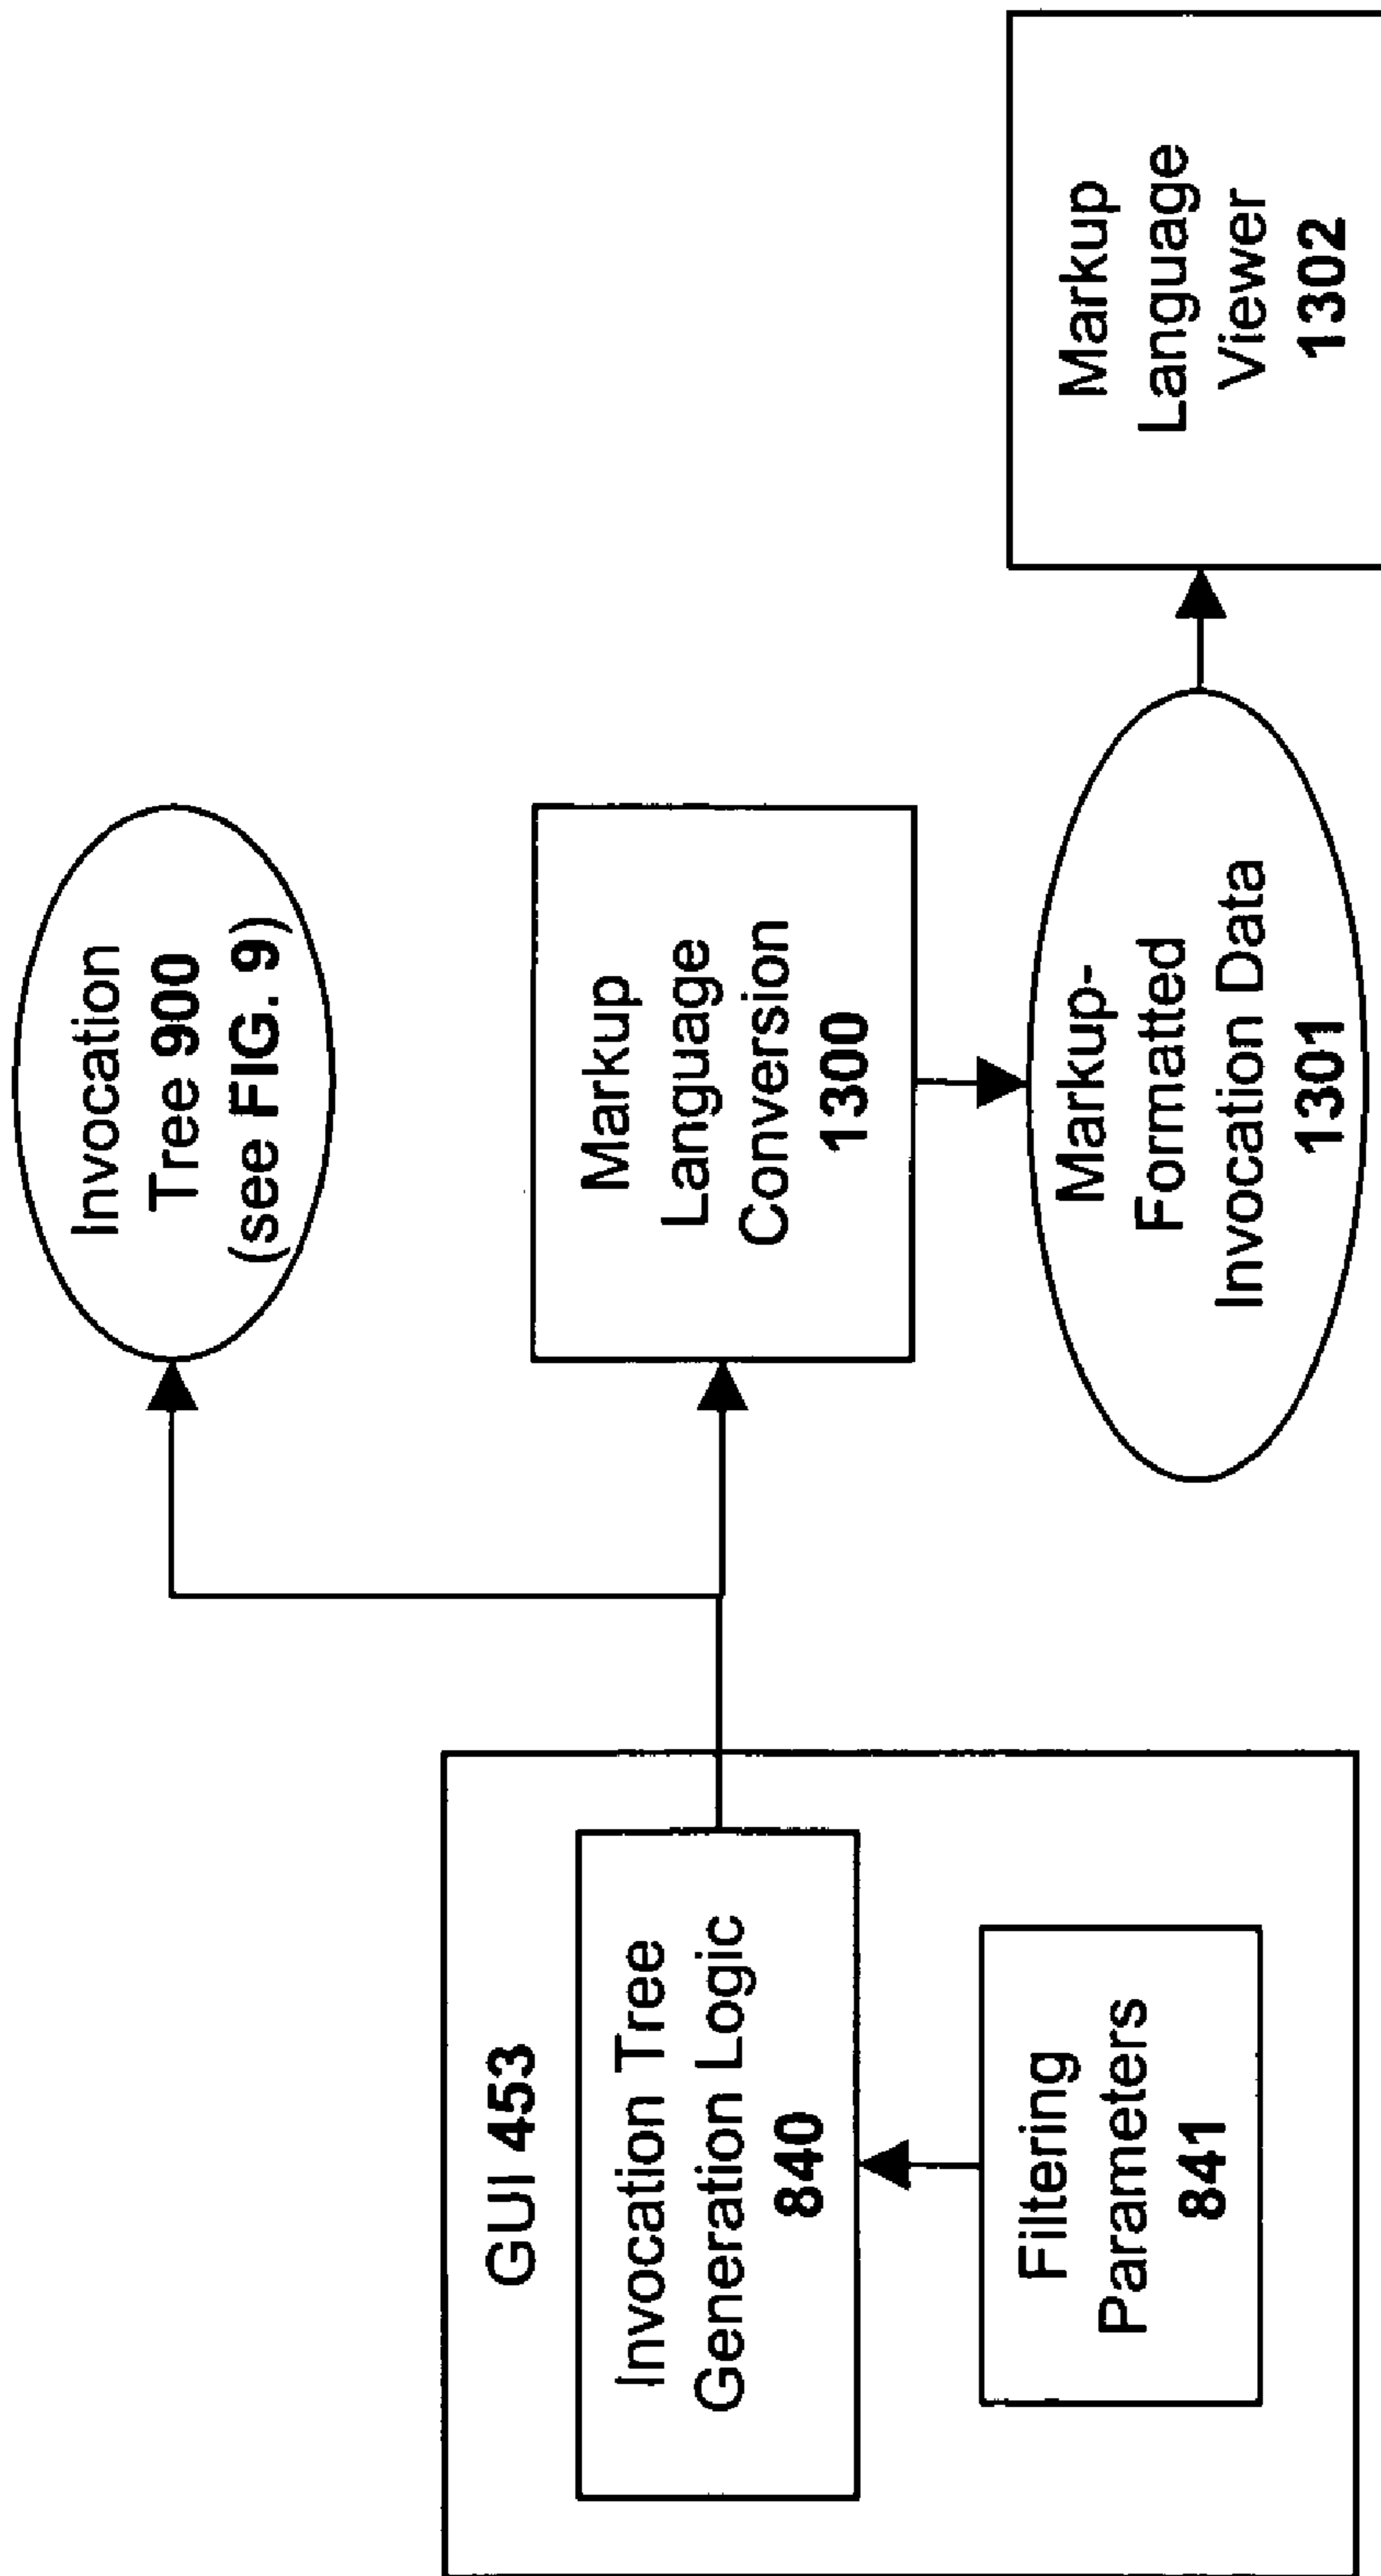 GUI 453
Invocation Tree
Generation Logic
840
Filtering
Parameters
841
Invocation
Tree 900
(see FIG. 9)
Markup
Language
Conversion
1300
Markup-
Formatted
Invocation Data
1301
Markup
Language
Viewer
1302